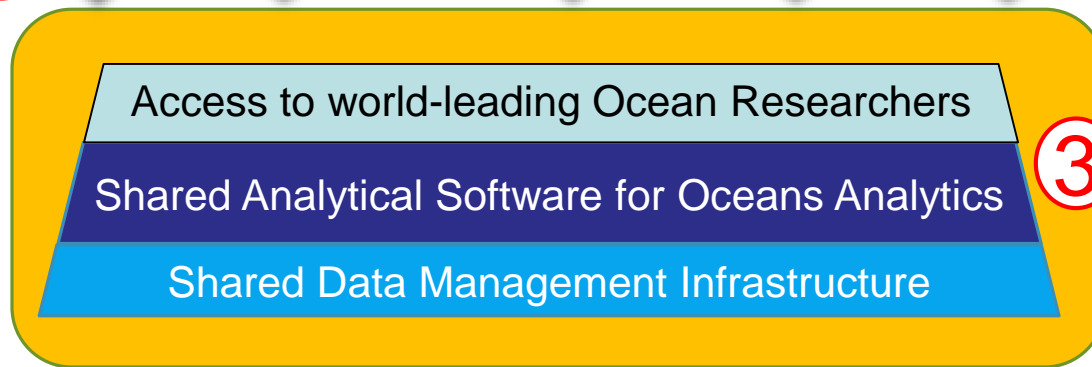 Access to world-leading Ocean Researchers
Shared Analytical Software for Oceans Analytics
3
Shared Data Management Infrastructure